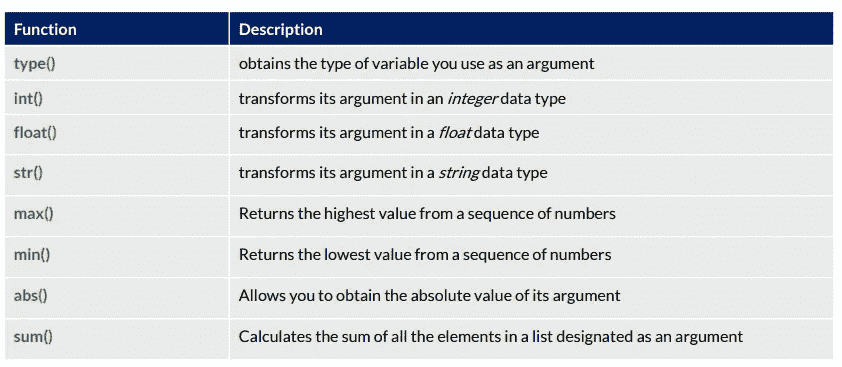 Function Description
type() obtains the type of variable you use as an argument
int() transforms its argument in an integer data type
float() transforms its argument in a float data type
str() transforms its argument in a string data type
max() Returns the highest value from a sequence of numbers
min() Returns the lowest value from a sequence of numbers
abs() Allows you to obtain the absolute value of its argument
sum() Calculates the sum of all the elements in a list designated as an argument